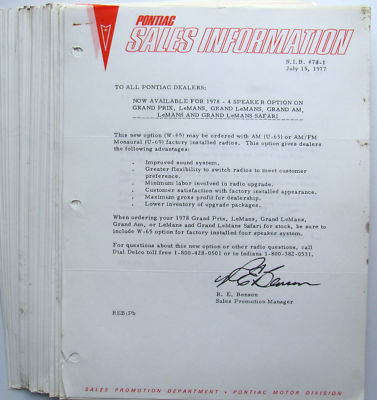 PONTIAC
SALES INFORMATION
S.I.B. #78-1
July 15, 1977
TO ALL PONTIAC DEALERS:
NOW AVAILABLE FOR 1978 - 4 SPEAKER OPTION ON
GRAND PRIX, LeMANS, GRAND LeMANS, GRAND AM,
LeMANS AND GRAND LeMANS SAFARI
This new option (W-65) may be ordered with AM (U-63) or AM/FM
Monaural (U-69) factory installed radios. This option gives dealers
the following advantages:
. Improved sound system.
. Greater flexibility to switch radios to meet customer
preference.
. Minimum labor involved in radio upgrade.
. Customer satisfaction with factory installed appearance.
. Maximum gross profit for dealership.
. Lower inventory of upgrade packages.
When ordering your 1978 Grand Prix, LeMans, Grand LeMans,
Grand Am, or LeMans and Grand LeMans Safari for stock, be sure to
include W-65 option for factory installed four speaker system.
For questions about this new option or other radio questions, call
Dial Delco toll free 1-800-428-0501 or in Indiana 1-800-382-0531.
R E Benson
R. E. Benson
Sales Promotion Manager
REB:Pb
SALES PROMOTION DEPARTMENT • PONTIAC MOTOR DIVISION